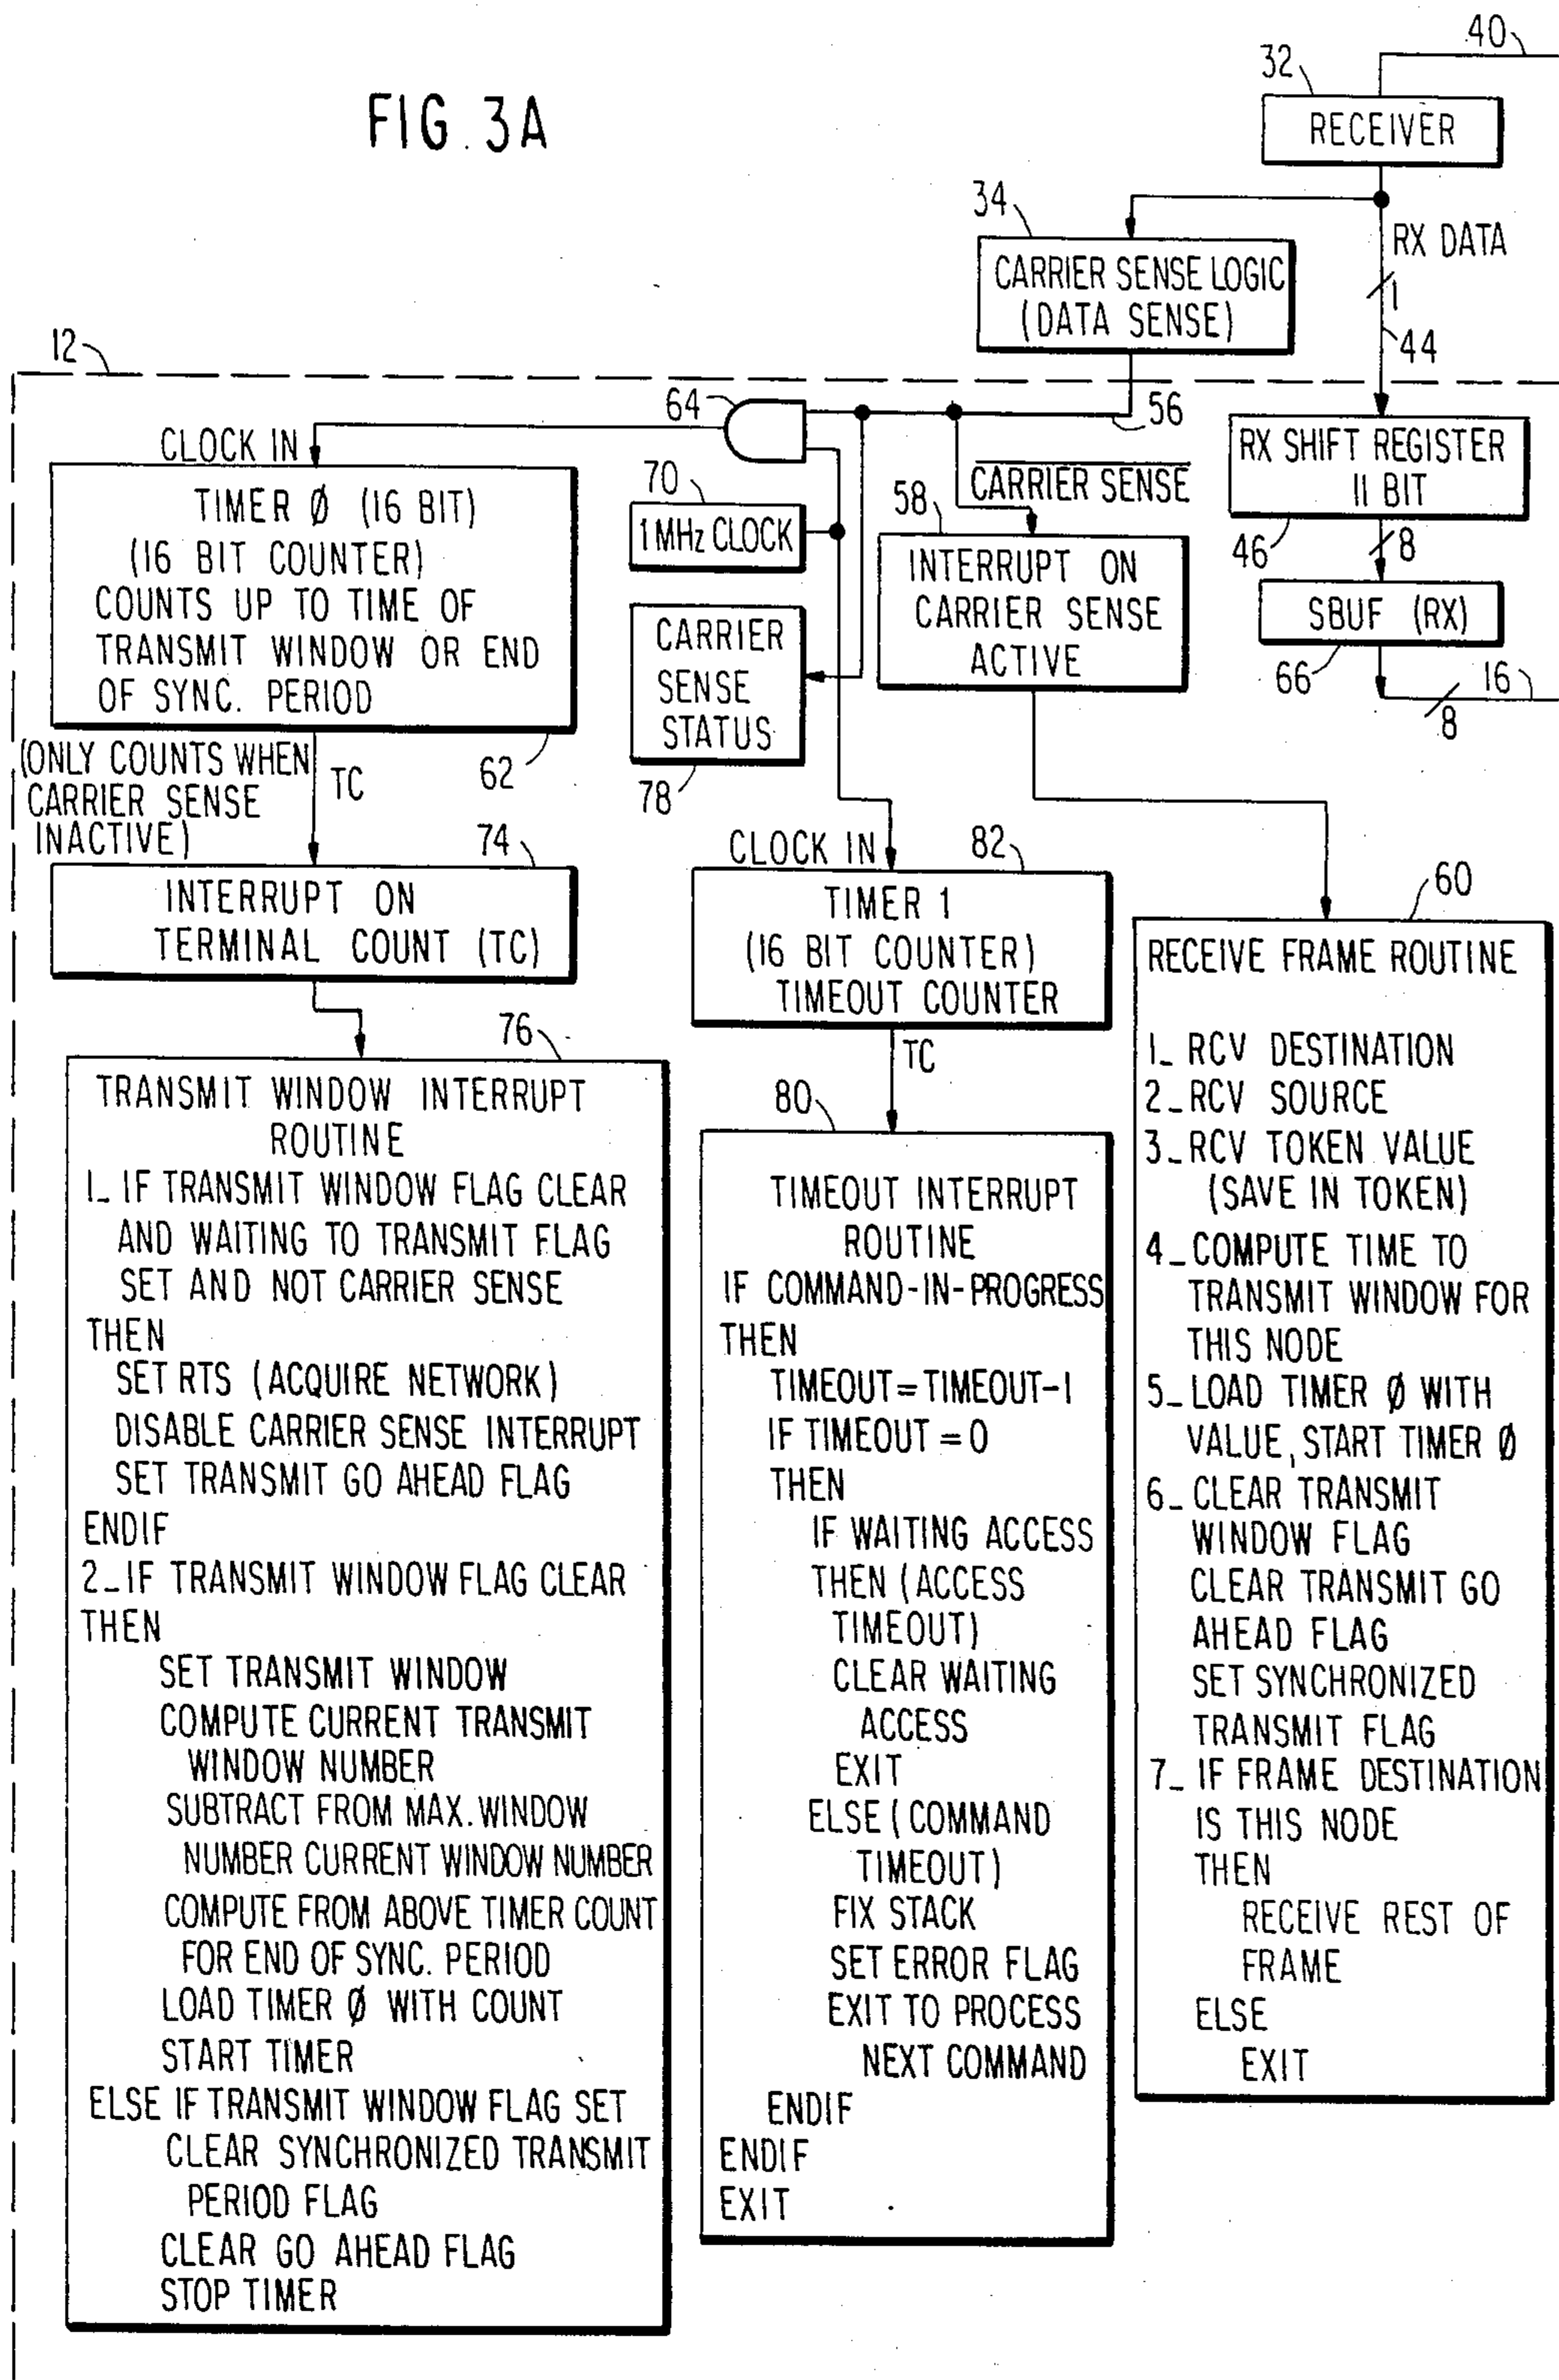 FIG. 3A
40
32
RECEIVER
34
RX DATA
CARRIER SENSE LOGIC
(DATA SENSE)
1
44
12
64
56
CLOCK IN
RX SHIFT REGISTER
11 BIT
70
CARRIER SENSE
58
TIMER Ø (16 BIT)
(16 BIT COUNTER)
COUNTS UP TO TIME OF
TRANSMIT WINDOW OR END
OF SYNC. PERIOD
1 MHz CLOCK
46
8
INTERRUPT ON
CARRIER SENSE
ACTIVE
SBUF (RX)
CARRIER
SENSE
STATUS
66
16
8
(ONLY COUNTS WHEN
CARRIER SENSE
INACTIVE)
TC
62
78
74
CLOCK IN
82
INTERRUPT ON
TERMINAL COUNT (TC)
TIMER 1
(16 BIT COUNTER)
TIMEOUT COUNTER
60
76
TC
80
TRANSMIT WINDOW INTERRUPT
ROUTINE
1_ IF TRANSMIT WINDOW FLAG CLEAR
AND WAITING TO TRANSMIT FLAG
SET AND NOT CARRIER SENSE
THEN
SET RTS (ACQUIRE NETWORK)
DISABLE CARRIER SENSE INTERRUPT
SET TRANSMIT GO AHEAD FLAG
ENDIF
2_IF TRANSMIT WINDOW FLAG CLEAR
THEN
SET TRANSMIT WINDOW
COMPUTE CURRENT TRANSMIT
WINDOW NUMBER
SUBTRACT FROM MAX. WINDOW
NUMBER CURRENT WINDOW NUMBER
COMPUTE FROM ABOVE TIMER COUNT
FOR END OF SYNC. PERIOD
LOAD TIMER Ø WITH COUNT
START TIMER
ELSE IF TRANSMIT WINDOW FLAG SET
CLEAR SYNCHRONIZED TRANSMIT
PERIOD FLAG
CLEAR GO AHEAD FLAG
STOP TIMER
TIMEOUT INTERRUPT
ROUTINE
IF COMMAND-IN-PROGRESS
THEN
TIMEOUT=TIMEOUT-1
IF TIMEOUT = 0
THEN
IF WAITING ACCESS
THEN (ACCESS
TIMEOUT)
CLEAR WAITING
ACCESS
EXIT
ELSE (COMMAND
TIMEOUT)
FIX STACK
SET ERROR FLAG
EXIT TO PROCESS
NEXT COMMAND
ENDIF
ENDIF
EXIT
RECEIVE FRAME ROUTINE
1_ RCV DESTINATION
2_RCV SOURCE
3_RCV TOKEN VALUE
(SAVE IN TOKEN)
4_COMPUTE TIME TO
TRANSMIT WINDOW FOR
THIS NODE
5_LOAD TIMER Ø WITH
VALUE, START TIMER Ø
6_ CLEAR TRANSMIT
WINDOW FLAG
CLEAR TRANSMIT GO
AHEAD FLAG
SET SYNCHRONIZED
TRANSMIT FLAG
7_ IF FRAME DESTINATION
IS THIS NODE
THEN
RECEIVE REST OF
FRAME
ELSE
EXIT